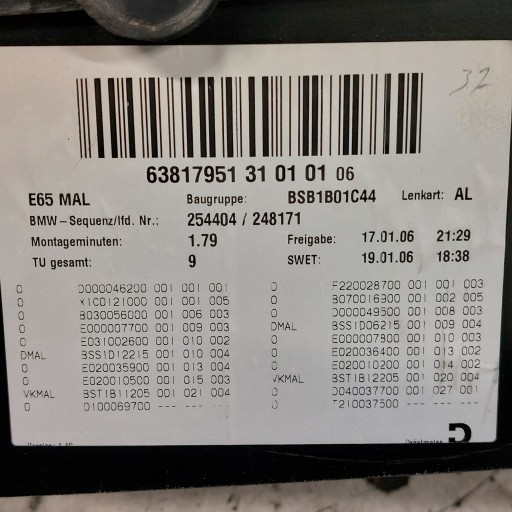 32
63817951 31 01 01 06
E65 MAL Baugruppe: BSB1B01C44 Lenkart: AL
BMW-Sequenz/lfd. Nr.: 254404 / 248171
Montageminuten: 1.79 Freigabe: 17.01.06 21:29
TU gesamt: 9 SWET: 19.01.06 18:38
0 D000046200 001 001 001 0 F220028700 001 001 003
0 K1C0121000 001 001 005 0 B070016900 001 002 005
0 B030056000 001 006 003 0 D000049500 001 008 003
0 E000007700 001 009 003 DMAL BSS1D06215 001 009 004
0 E031002600 001 010 002 0 E000007800 001 010 003
DMAL BSS1D12215 001 010 004 0 E020036400 001 013 002
0 E020035900 001 013 004 0 E020010200 001 014 002
0 E020010500 001 015 003 VKMAL BST1B12205 001 020 004
VKMAL BST1B11205 001 021 004 0 D040037700 001 027 001
0 D100069700 --- --- --- 0 T210037500 --- --- ---